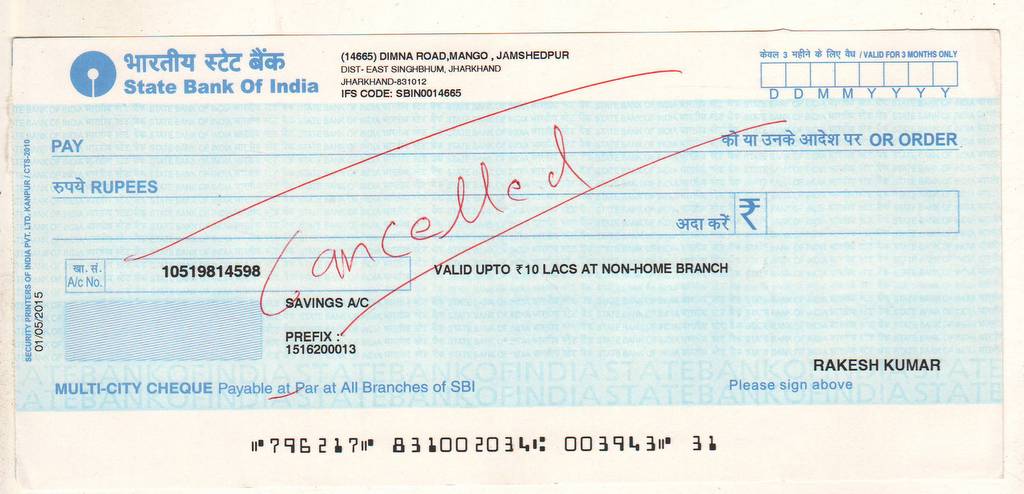 भारतीय स्टेट बैंक
State Bank Of India
(14665) DIMNA ROAD,MANGO , JAMSHEDPUR
DIST- EAST SINGHBHUM, JHARKHAND
JHARKHAND-831012
IFS CODE: SBIN0014665
केवल 3 महीने के लिए वैध / VALID FOR 3 MONTHS ONLY
D D M M Y Y Y Y
PAY
को या उनके आदेश पर OR ORDER
रुपये RUPEES
अदा करें ₹
Cancelled
खा. सं.
A/c No.
10519814598
VALID UPTO ₹10 LACS AT NON-HOME BRANCH
SAVINGS A/C
PREFIX :
1516200013
SECURITY PRINTERS OF INDIA PVT. LTD. KANPUR / CTS-2010
01/05/2015
RAKESH KUMAR
MULTI-CITY CHEQUE Payable at Par at All Branches of SBI
Please sign above
STATE BANK OF INDIA
⑈796217⑈ 831002034⑆ 003943⑈ 31